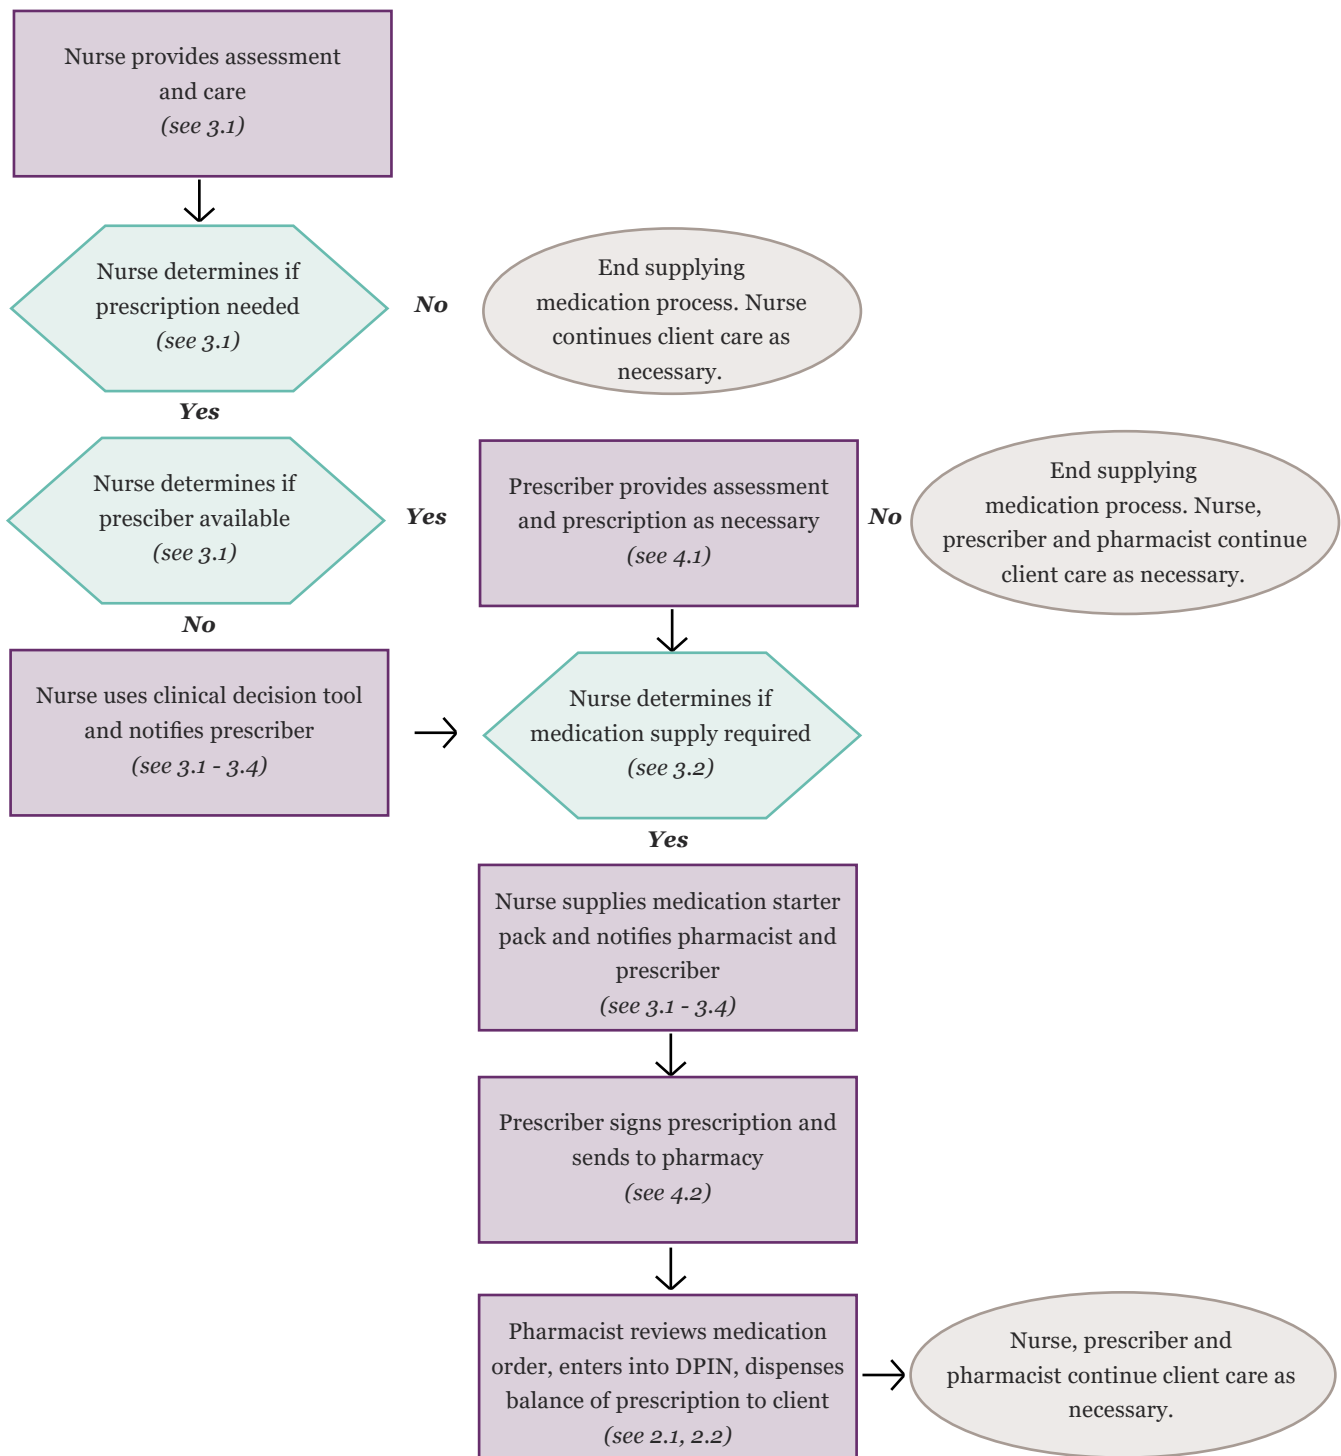 Nurse provides assessment
and care
(see 3.1)
Nurse determines if
prescription needed
(see 3.1)
No
End supplying
medication process. Nurse
continues client care as
necessary.
Yes
Nurse determines if
presciber available
(see 3.1)
Yes
Prescriber provides assessment
and prescription as necessary
(see 4.1)
No
End supplying
medication process. Nurse,
prescriber and pharmacist continue
client care as necessary.
No
Nurse uses clinical decision tool
and notifies prescriber
(see 3.1 - 3.4)
Nurse determines if
medication supply required
(see 3.2)
Yes
Nurse supplies medication starter
pack and notifies pharmacist and
prescriber
(see 3.1 - 3.4)
Prescriber signs prescription and
sends to pharmacy
(see 4.2)
Pharmacist reviews medication
order, enters into DPIN, dispenses
balance of prescription to client
(see 2.1, 2.2)
Nurse, prescriber and
pharmacist continue client care as
necessary.